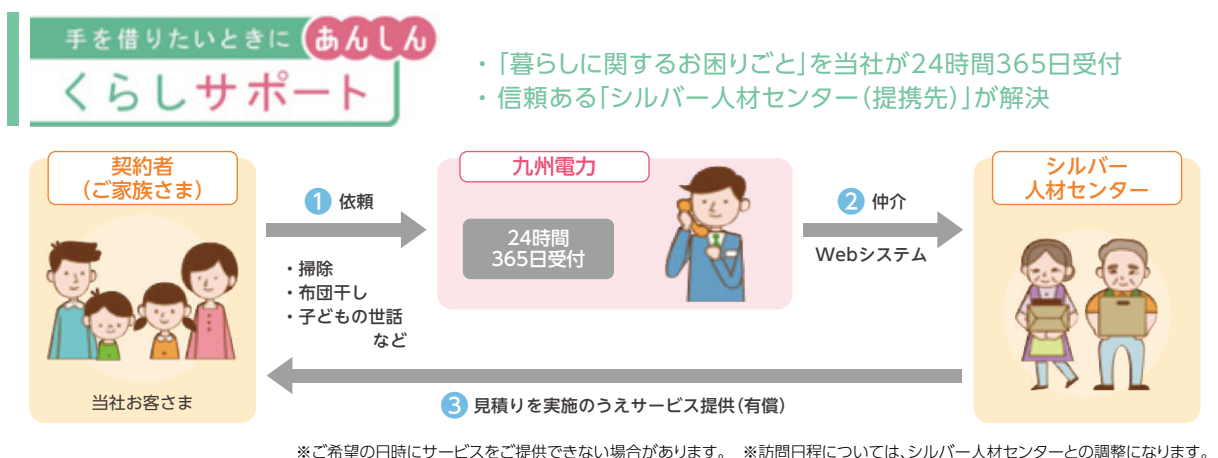 手を借りたいときに あんしん
くらしサポート
・「暮らしに関するお困りごと」を当社が24時間365日受付
・信頼ある「シルバー人材センター(提携先)」が解決
契約者
(ご家族さま)
当社お客さま
1 依頼
・掃除
・布団干し
・子どもの世話
など
九州電力
24時間
365日受付
2 仲介
Webシステム
シルバー
人材センター
3 見積りを実施のうえサービス提供(有償)
※ご希望の日時にサービスをご提供できない場合があります。 ※訪問日程については、シルバー人材センターとの調整になります。